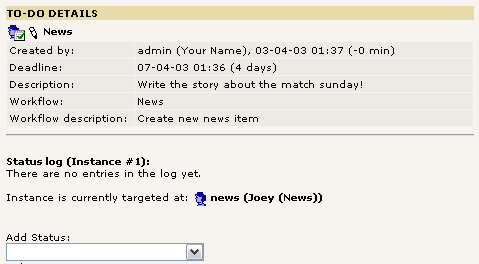 TO-DO DETAILS
News
Created by: admin (Your Name), 03-04-03 01:37 (-0 min)
Deadline: 07-04-03 01:36 (4 days)
Description: Write the story about the match sunday!
Workflow: News
Workflow description: Create new news item
Status log (Instance #1):
There are no entries in the log yet.
Instance is currently targeted at: news (Joey (News))
Add Status: